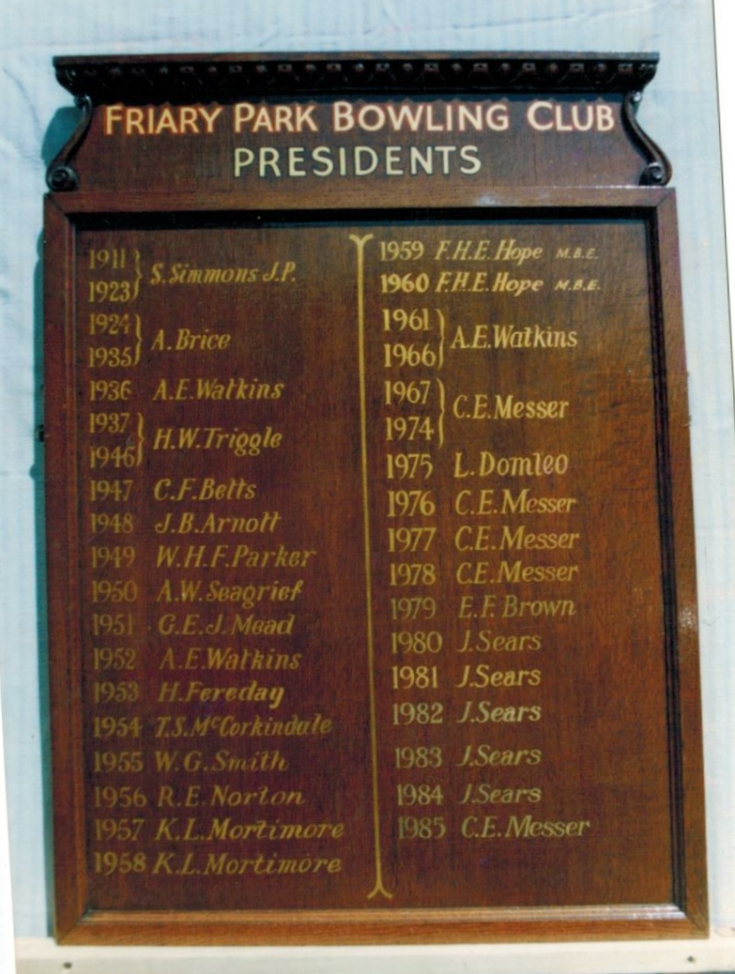 FRIARY PARK BOWLING CLUB
PRESIDENTS
1911
1923 } S. Simmons J.P.
1924
1935 } A. Brice
1936 A.E. Watkins
1937
1946 } H.W. Triggle
1947 C.F. Betts
1948 J.B. Arnott
1949 W.H.F. Parker
1950 A.W. Seagrief
1951 G.E.J. Mead
1952 A.E. Watkins
1953 H. Fereday
1954 T.S. McCorkindale
1955 W.G. Smith
1956 R.E. Norton
1957 K.L. Mortimore
1958 K.L. Mortimore
1959 F.H.E. Hope M.B.E.
1960 F.H.E. Hope M.B.E.
1961
1966 } A.E. Watkins
1967
1974 } C.E. Messer
1975 L. Domleo
1976 C.E. Messer
1977 C.E. Messer
1978 C.E. Messer
1979 E.F. Brown
1980 J. Sears
1981 J. Sears
1982 J. Sears
1983 J. Sears
1984 J. Sears
1985 C.E. Messer